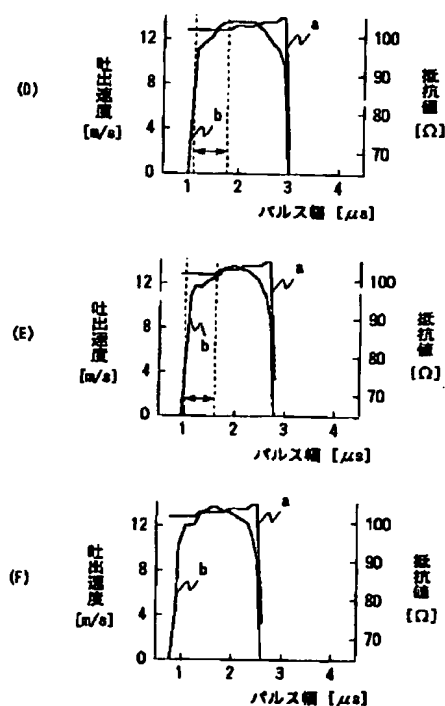 (D)
吐出速度
[m/s]
12
8
4
0
a
b
100
90
80
70
抵抗値
[Ω]
1 2 3 4
パルス幅 [μs]
(E)
吐出速度
[m/s]
12
8
4
0
a
b
100
90
80
70
抵抗値
[Ω]
1 2 3 4
パルス幅 [μs]
(F)
吐出速度
[m/s]
12
8
4
0
a
b
100
90
80
70
抵抗値
[Ω]
1 2 3 4
パルス幅 [μs]